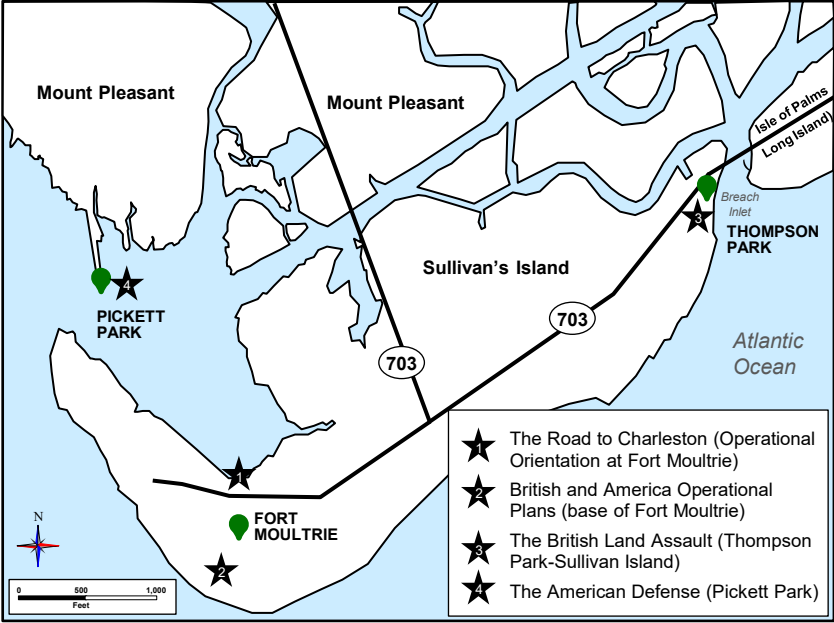 Mount Pleasant
Mount Pleasant
Isle of Palms
Long Island)
Breach
Inlet
3
THOMPSON
PARK
Sullivan's Island
4
PICKETT
PARK
703
703
Atlantic
Ocean
1
FORT
MOULTRIE
2
N
0 500 1,000
Feet
1 The Road to Charleston (Operational
Orientation at Fort Moultrie)
2 British and America Operational
Plans (base of Fort Moultrie)
3 The British Land Assault (Thompson
Park-Sullivan Island)
4 The American Defense (Pickett Park)